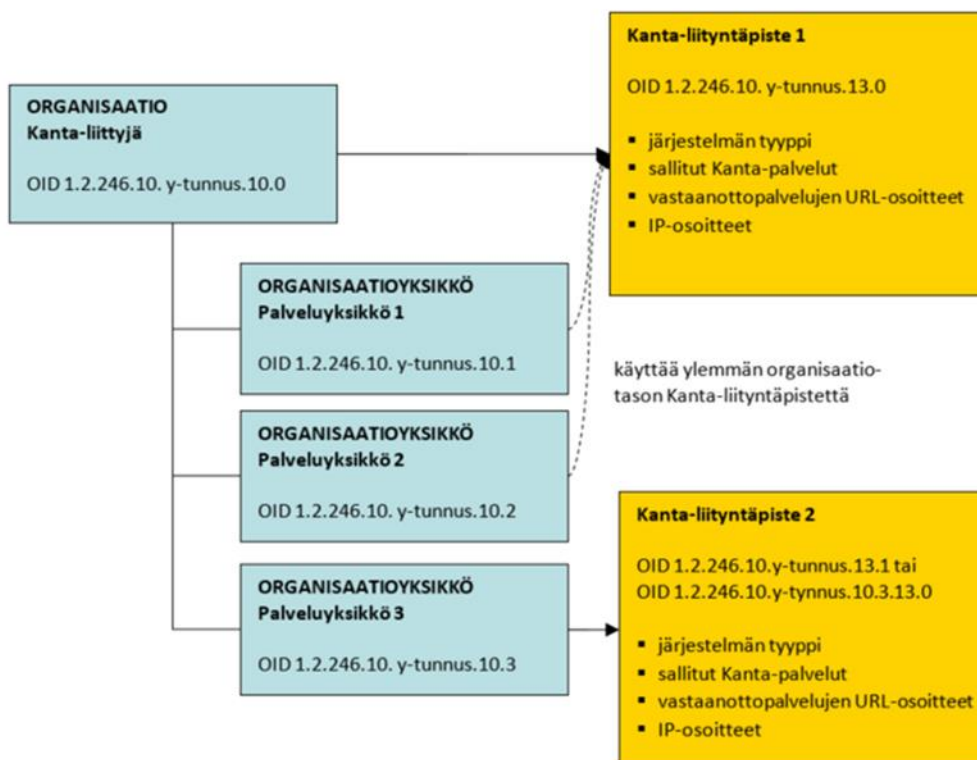 ORGANISAATIO
Kanta-liittyjä
OID 1.2.246.10. y-tunnus.10.0
ORGANISAATIOYKSIKKÖ
Palveluyksikkö 1
OID 1.2.246.10. y-tunnus.10.1
ORGANISAATIOYKSIKKÖ
Palveluyksikkö 2
OID 1.2.246.10. y-tunnus.10.2
ORGANISAATIOYKSIKKÖ
Palveluyksikkö 3
OID 1.2.246.10. y-tunnus.10.3
Kanta-liityntäpiste 1
OID 1.2.246.10. y-tunnus.13.0
▪ järjestelmän tyyppi
▪ sallitut Kanta-palvelut
▪ vastaanottopalvelujen URL-osoitteet
▪ IP-osoitteet
käyttää ylemmän organisaatio-
tason Kanta-liityntäpistettä
Kanta-liityntäpiste 2
OID 1.2.246.10.y-tunnus.13.1 tai
OID 1.2.246.10.y-tynnus.10.3.13.0
▪ järjestelmän tyyppi
▪ sallitut Kanta-palvelut
▪ vastaanottopalvelujen URL-osoitteet
▪ IP-osoitteet